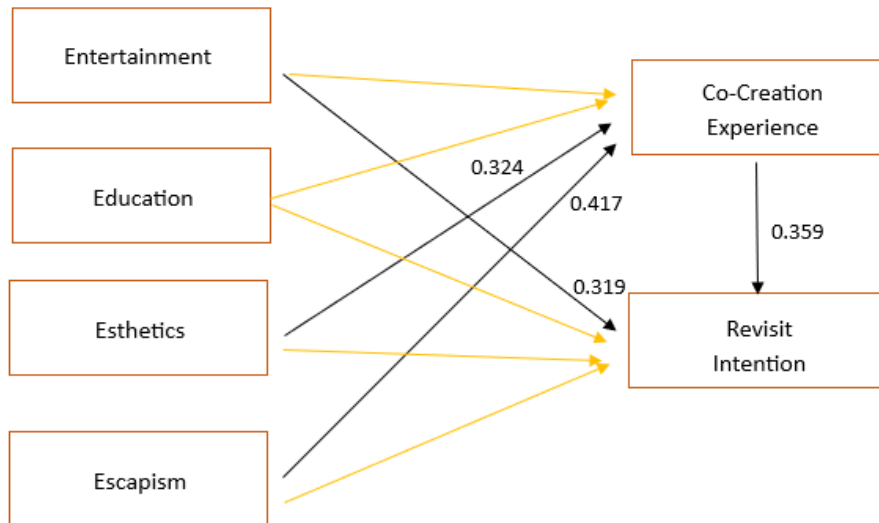 Entertainment
Co-Creation
Experience
0.324
Education
0.417
0.359
0.319
Esthetics
Revisit
Intention
Escapism